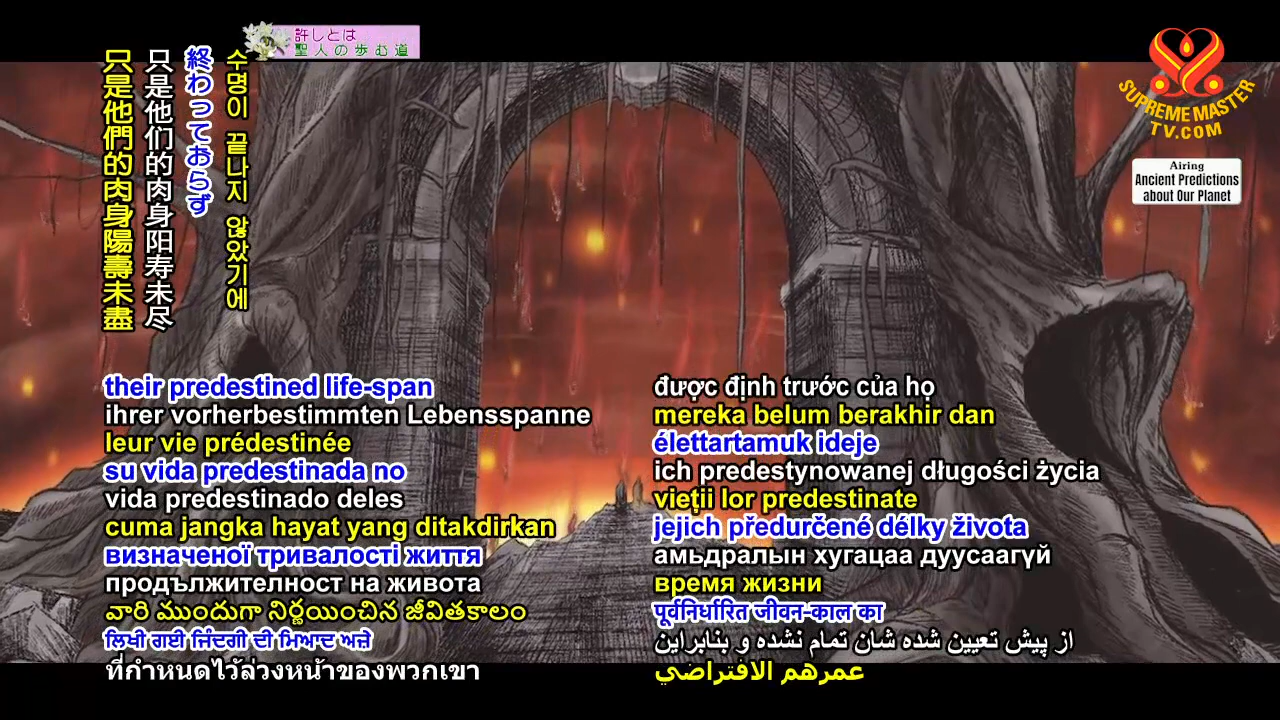 許しとは
聖人の歩む道
SUPREME MASTER
TV.COM
Airing
Ancient Predictions
about Our Planet
수명이 끝나지 않았기에
終わっておらず
只是他们的肉身阳寿未尽
只是他們的肉身陽壽未盡
their predestined life-span
ihrer vorherbestimmten Lebensspanne
leur vie prédestinée
su vida predestinada no
vida predestinado deles
cuma jangka hayat yang ditakdirkan
визначеної тривалості життя
продължителност на живота
వారి ముందుగా నిర్ణయించిన జీవితకాలం
ਲਿਖੀ ਗਈ ਜ਼ਿੰਦਗੀ ਦੀ ਮਿਆਦ ਅਜੇ
ที่กำหนดไว้ล่วงหน้าของพวกเขา
được định trước của họ
mereka belum berakhir dan
élettartamuk ideje
ich predestynowanej długości życia
vieții lor predestinate
jejich předurčené délky života
амьдралын хугацаа дуусаагүй
время жизни
पूर्वनिर्धारित जीवन-काल का
از پیش تعیین شده شان تمام نشده و بنابراین
عمرهم الافتراضي